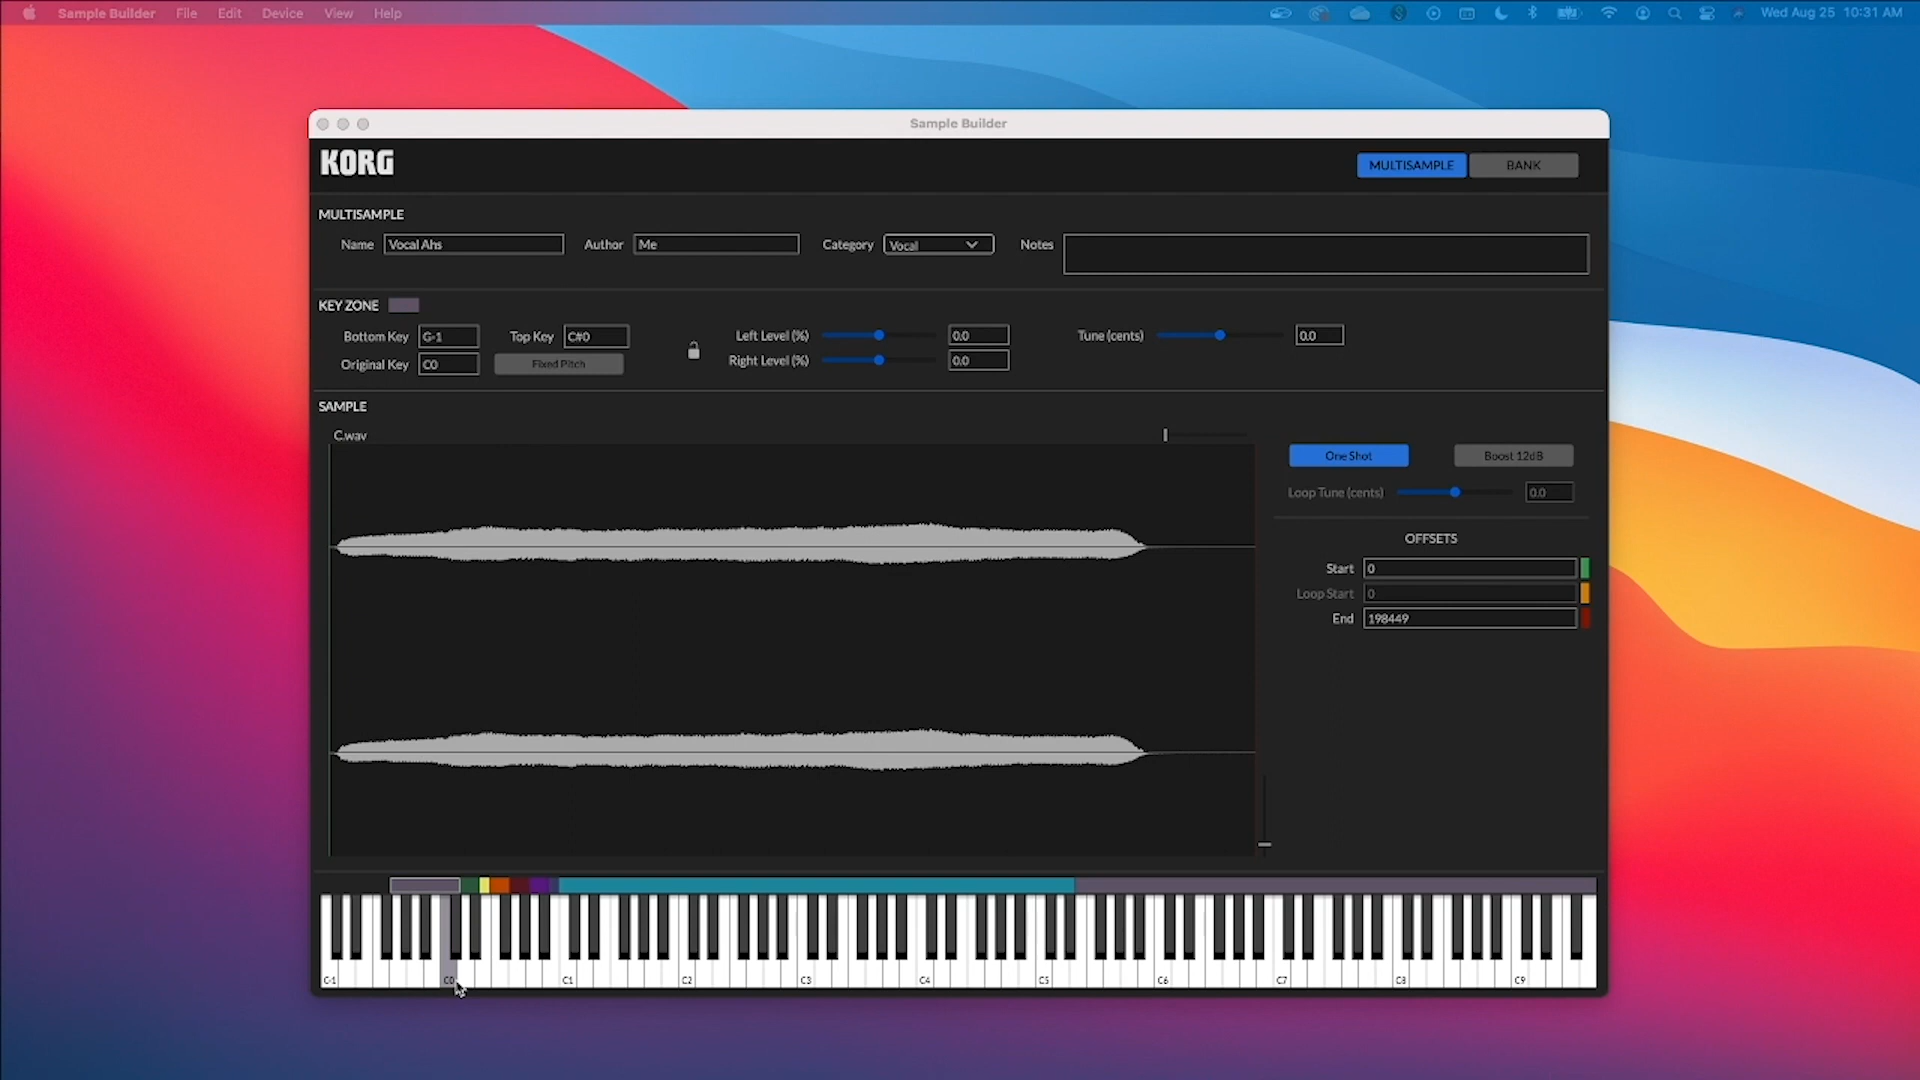 Sample Builder File Edit Device View Help Wed Aug 25 10:31 AM
Sample Builder
KORG MULTISAMPLE BANK
MULTISAMPLE
Name Vocal Ahs Author Me Category Vocal Notes
KEY ZONE
Bottom Key G-1 Top Key C#0 Left Level (%) 0.0 Tune (cents) 0.0
Original Key C0 Fixed Pitch Right Level (%) 0.0
SAMPLE
C.wav
One Shot Boost 12dB
Loop Tune (cents) 0.0
OFFSETS
Start 0
Loop Start 0
End 198449
C-1 C0 C1 C2 C3 C4 C5 C6 C7 C8 C9